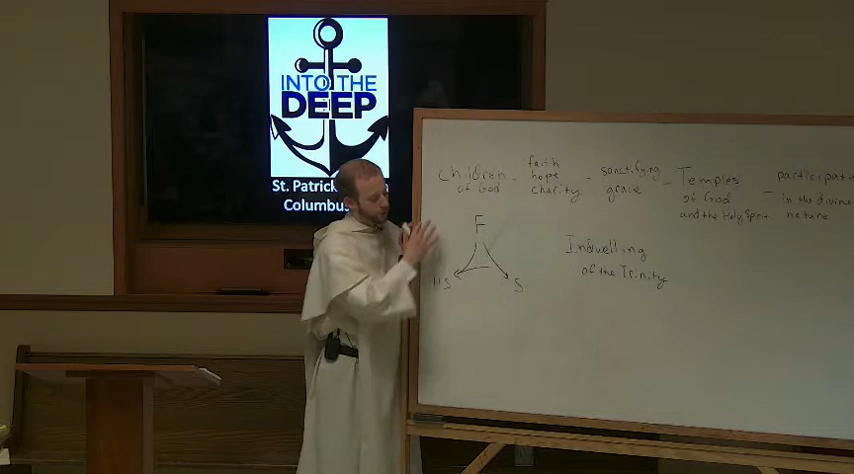 INTO THE
DEEP
St. Patrick
Columbus
children
of God
-
faith
hope
charity
-
sanctifying
grace
-
Temples
of God
and the Holy Spirit
-
participati
in the divine
nature
F
HS
S
Indwelling
of the Trinity